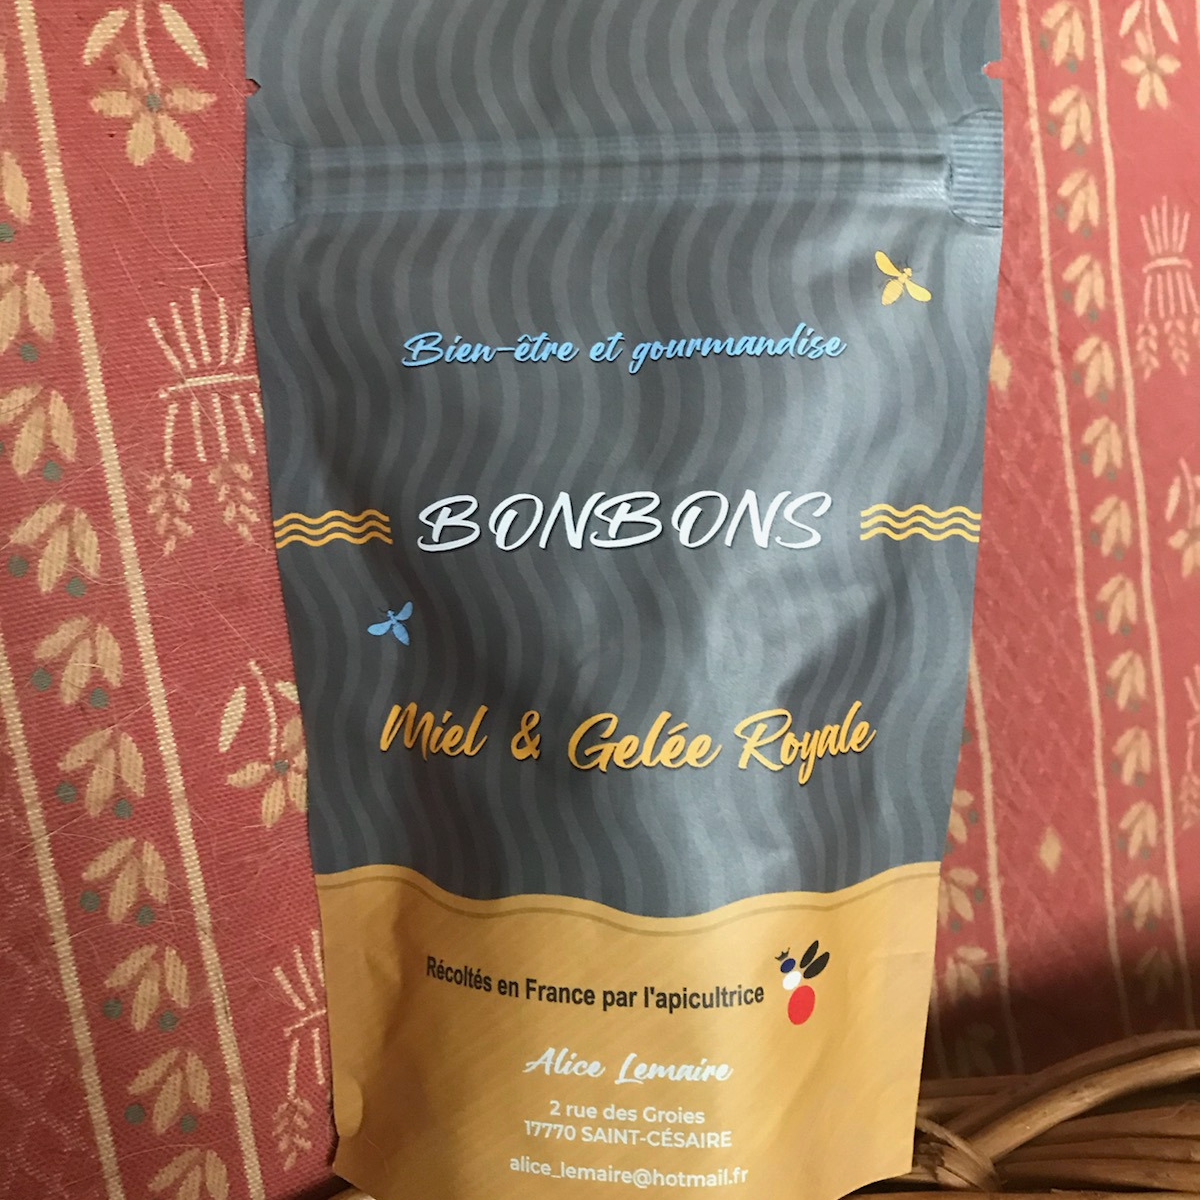 Bien-être et gourmandise
BONBONS
Miel & Gelée Royale
Récoltés en France par l'apicultrice
Alice Lemaire
2 rue des Groies
17770 SAINT-CÉSAIRE
alice_lemaire@hotmail.fr